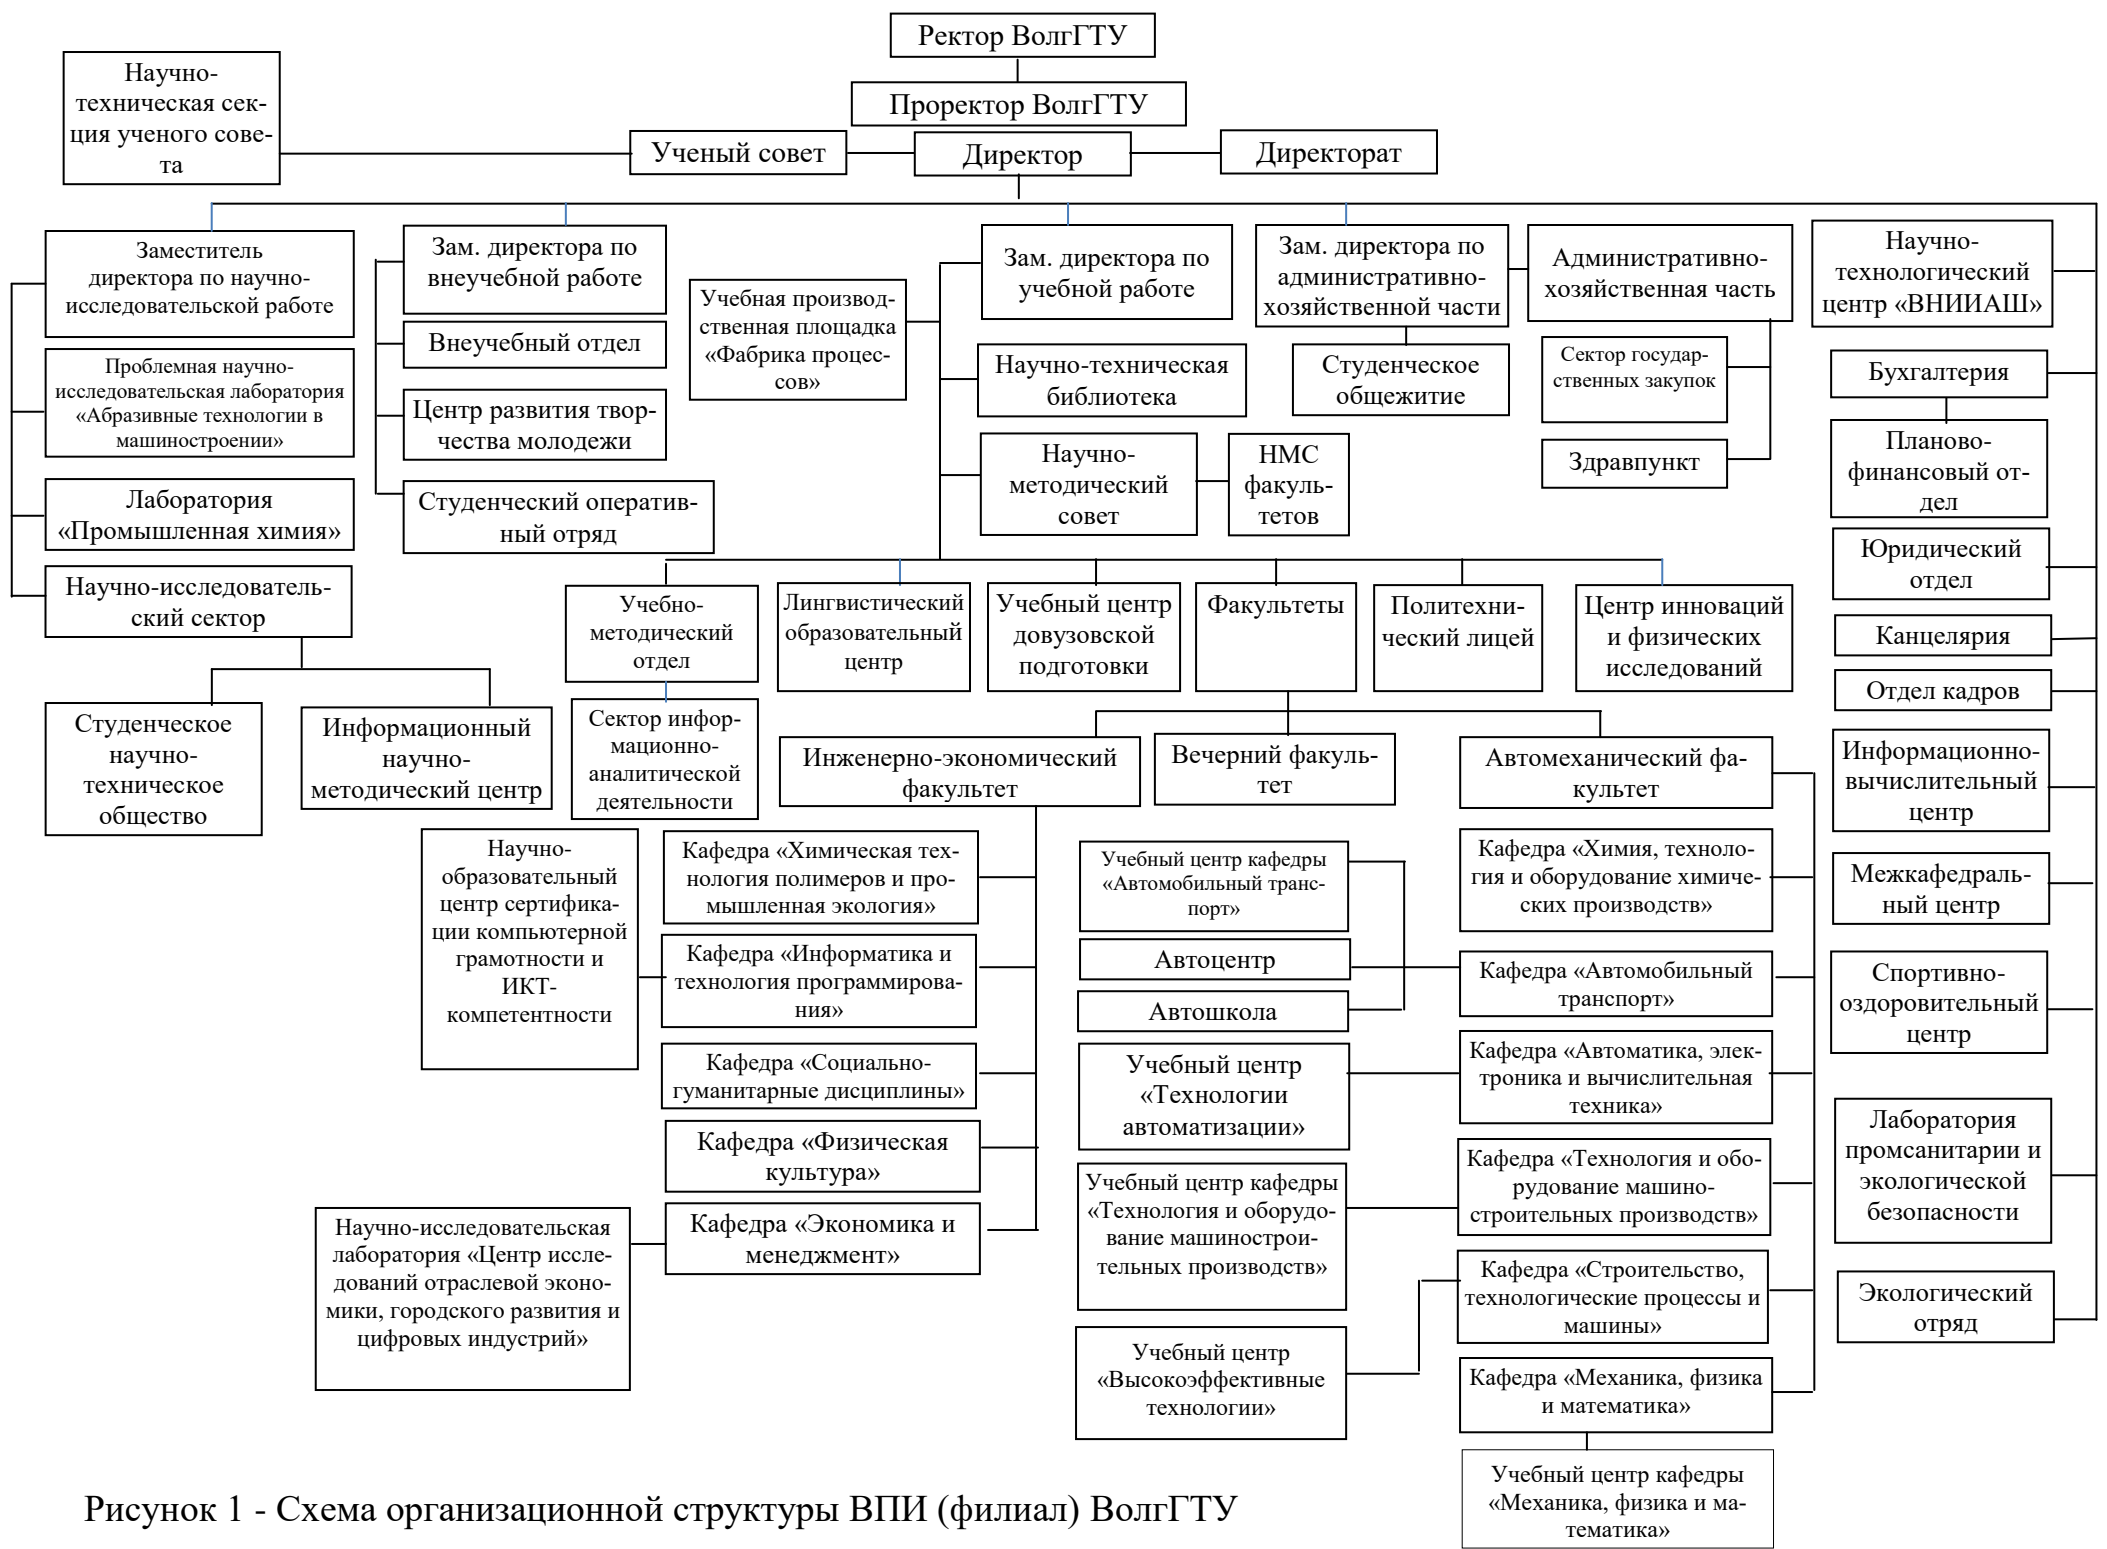 Ректор ВолгГТУ
Проректор ВолгГТУ
Научно-
техническая сек-
ция ученого сове-
та
Ученый совет
Директор
Директорат
Заместитель
директора по научно-
исследовательской работе
Проблемная научно-
исследовательская лаборатория
«Абразивные технологии в
машиностроении»
Лаборатория
«Промышленная химия»
Научно-исследователь-
ский сектор
Студенческое
научно-
техническое
общество
Информационный
научно-
методический центр
Зам. директора по
внеучебной работе
Внеучебный отдел
Центр развития твор-
чества молодежи
Студенческий оператив-
ный отряд
Учебная производ-
ственная площадка
«Фабрика процес-
сов»
Зам. директора по
учебной работе
Научно-техническая
библиотека
Научно-
методический
совет
НМС
факуль-
тетов
Зам. директора по
административно-
хозяйственной части
Студенческое
общежитие
Административно-
хозяйственная часть
Сектор государ-
ственных закупок
Здравпункт
Учебно-
методический
отдел
Сектор инфор-
мационно-
аналитической
деятельности
Лингвистический
образовательный
центр
Учебный центр
довузовской
подготовки
Факультеты
Политехни-
ческий лицей
Центр инноваций
и физических
исследований
Инженерно-экономический
факультет
Вечерний факуль-
тет
Автомеханический фа-
культет
Научно-
образовательный
центр сертифика-
ции компьютерной
грамотности и
ИКТ-
компетентности
Кафедра «Химическая тех-
нология полимеров и про-
мышленная экология»
Кафедра «Информатика и
технология программирова-
ния»
Кафедра «Социально-
гуманитарные дисциплины»
Кафедра «Физическая
культура»
Кафедра «Экономика и
менеджмент»
Научно-исследовательская
лаборатория «Центр иссле-
дований отраслевой эконо-
мики, городского развития и
цифровых индустрий»
Учебный центр кафедры
«Автомобильный транс-
порт»
Автоцентр
Автошкола
Учебный центр
«Технологии
автоматизации»
Учебный центр кафедры
«Технология и оборудо-
вание машинострои-
тельных производств»
Учебный центр
«Высокоэффективные
технологии»
Кафедра «Химия, техноло-
гия и оборудование химиче-
ских производств»
Кафедра «Автомобильный
транспорт»
Кафедра «Автоматика, элек-
троника и вычислительная
техника»
Кафедра «Технология и обо-
рудование машино-
строительных производств»
Кафедра «Строительство,
технологические процессы и
машины»
Кафедра «Механика, физика
и математика»
Учебный центр кафедры
«Механика, физика и ма-
тематика»
Научно-
технологический
центр «ВНИИАШ»
Бухгалтерия
Планово-
финансовый от-
дел
Юридический
отдел
Канцелярия
Отдел кадров
Информационно-
вычислительный
центр
Межкафедраль-
ный центр
Спортивно-
оздоровительный
центр
Лаборатория
промсанитарии и
экологической
безопасности
Экологический
отряд
Рисунок 1 - Схема организационной структуры ВПИ (филиал) ВолгГТУ